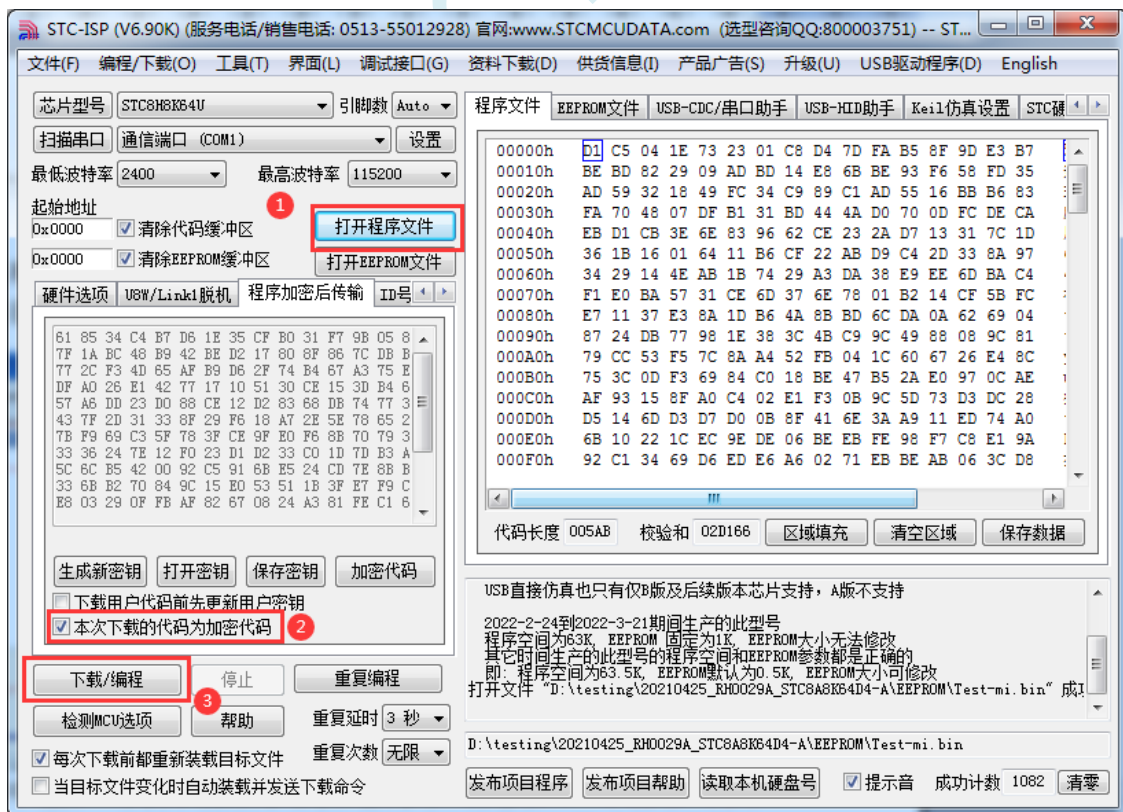 STC-ISP (V6.90K) (服务电话/销售电话: 0513-55012928) 官网:www.STCMCUDATA.com (选型咨询QQ:800003751) -- ST...
文件(F) 编程/下载(O) 工具(T) 界面(L) 调试接口(G) 资料下载(D) 供货信息(I) 产品广告(S) 升级(U) USB驱动程序(D) English
芯片型号 STC8H8K64U 引脚数 Auto
扫描串口 通信端口 (COM1) 设置
最低波特率 2400 最高波特率 115200
起始地址
1
0x0000 清除代码缓冲区 打开程序文件
0x0000 清除EEPROM缓冲区 打开EEPROM文件
硬件选项 U8W/Link1脱机 程序加密后传输 ID号
61 85 34 C4 B7 D6 1E 35 CF B0 31 F7 9B 05 8
7F 1A BC 48 B9 42 BE D2 17 80 8F 86 7C DB B
77 2C F3 4D 65 AF B9 D6 2F 74 B4 67 A3 75 E
DF A0 26 E1 42 77 17 10 51 30 CE 15 3D B4 6
57 A6 DD 23 D0 88 CE 12 D2 83 68 DB 74 77 3
43 7F 2D 31 33 8F 29 F6 18 A7 2E 5E 78 65 2
7B F9 69 C3 5F 78 3F CE 9F E0 F6 8B 70 79 3
33 36 24 7E 12 F0 23 D1 D2 33 C0 1D 7D B3 A
5C 6C B5 42 00 92 C5 91 6B E5 24 CD 7E 8B B
33 6B B2 70 84 9C 15 E0 53 51 1B 3F E7 F9 C
E8 03 29 0F FB AF 82 67 08 24 A3 81 FE C1 6
生成新密钥 打开密钥 保存密钥 加密代码
下载用户代码前先更新用户密钥
本次下载的代码为加密代码 2
下载/编程 停止 重复编程
3
检测MCU选项 帮助 重复延时 3 秒
每次下载前都重新装载目标文件 重复次数 无限
当目标文件变化时自动装载并发送下载命令
程序文件 EEPROM文件 USB-CDC/串口助手 USB-HID助手 Keil仿真设置 STC硬
00000h D1 C5 04 1E 73 23 01 C8 D4 7D FA B5 8F 9D E3 B7
00010h BE BD 82 29 09 AD BD 14 E8 6B BE 93 F6 58 FD 35
00020h AD 59 32 18 49 FC 34 C9 89 C1 AD 55 16 BB B6 83
00030h FA 70 48 07 DF B1 31 BD 44 4A D0 70 0D FC DE CA
00040h EB D1 CB 3E 6E 83 96 62 CE 23 2A D7 13 31 7C 1D
00050h 36 1B 16 01 64 11 B6 CF 22 AB D9 C4 2D 33 8A 97
00060h 34 29 14 4E AB 1B 74 29 A3 DA 38 E9 EE 6D BA C4
00070h F1 E0 BA 57 31 CE 6D 37 6E 78 01 B2 14 CF 5B FC
00080h E7 11 37 E3 8A 1D B6 4A 8B BD 6C DA 0A 62 69 04
00090h 87 24 DB 77 98 1E 38 3C 4B C9 9C 49 88 08 9C 81
000A0h 79 CC 53 F5 7C 8A A4 52 FB 04 1C 60 67 26 E4 8C
000B0h 75 3C 0D F3 69 84 C0 18 BE 47 B5 2A E0 97 0C AE
000C0h AF 93 15 8F A0 C4 02 E1 F3 0B 9C 5D 73 D3 DC 28
000D0h D5 14 6D D3 D7 D0 0B 8F 41 6E 3A A9 11 ED 74 A0
000E0h 6B 10 22 1C EC 9E DE 06 BE EB FE 98 F7 C8 E1 9A
000F0h 92 C1 34 69 D6 ED E6 A6 02 71 EB BE AB 06 3C D8
代码长度 005AB 校验和 02D166 区域填充 清空区域 保存数据
USB直接仿真也只有仅B版及后续版本芯片支持，A版不支持
2022-2-24到2022-3-21期间生产的此型号
程序空间为63K, EEPROM 固定为1K, EEPROM大小无法修改
其它时间生产的此型号的程序空间和EEPROM参数都是正确的
即: 程序空间为63.5K, EEPROM默认为0.5K, EEPROM大小可修改
打开文件 "D:\testing\20210425_RH0029A_STC8A8K64D4-A\EEPROM\Test-mi.bin" 成功
D:\testing\20210425_RH0029A_STC8A8K64D4-A\EEPROM\Test-mi.bin
发布项目程序 发布项目帮助 读取本机硬盘号 提示音 成功计数 1082 清零